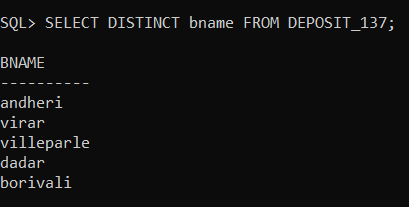 SQL> SELECT DISTINCT bname FROM DEPOSIT_137;
BNAME
----------
andheri
virar
villeparle
dadar
borivali